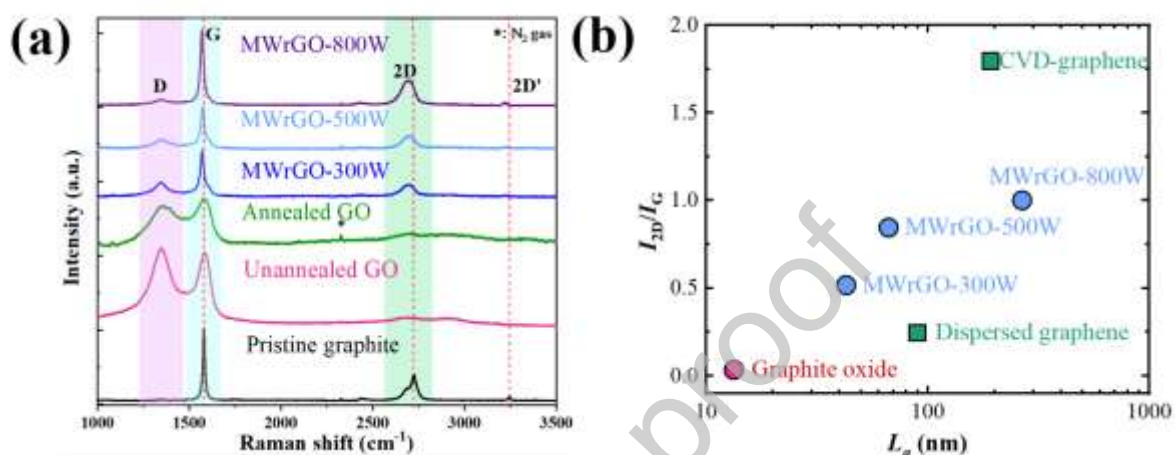 (a)
Intensity (a.u.)
MWrGO-800W
G
*: N₂ gas
D
2D
2D'
MWrGO-500W
MWrGO-300W
Annealed GO
*
Unannealed GO
Pristine graphite
1000 1500 2000 2500 3000 3500
Raman shift (cm⁻¹)
(b)
I₂D/I_G
2.0
1.5
1.0
0.5
0.0
CVD-graphene
MWrGO-800W
MWrGO-500W
MWrGO-300W
Dispersed graphene
Graphite oxide
10 100 1000
Lₐ (nm)
proof